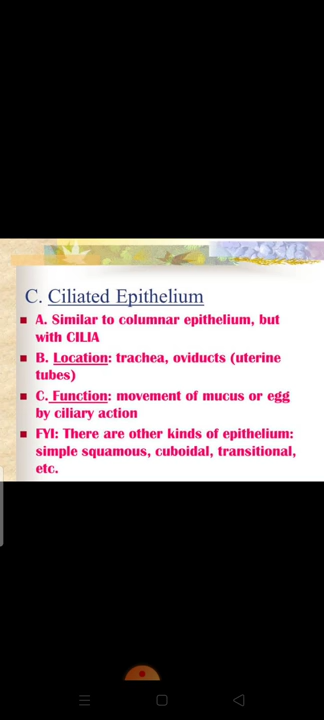 C. Ciliated Epithelium
A. Similar to columnar epithelium, but
with CILIA
B. Location: trachea, oviducts (uterine
tubes)
C. Function: movement of mucus or egg
by ciliary action
FYI: There are other kinds of epithelium:
simple squamous, cuboidal, transitional,
etc.